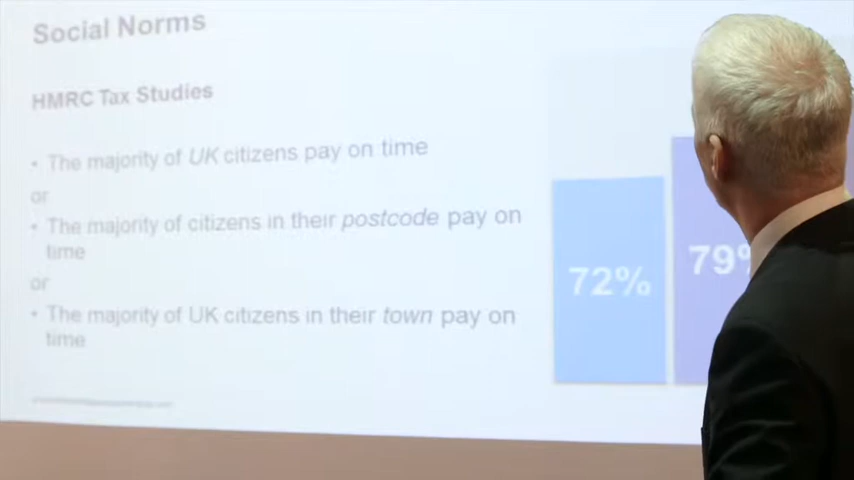 Social Norms
HMRC Tax Studies
• The majority of UK citizens pay on time
or
• The majority of citizens in their postcode pay on
time
or
• The majority of UK citizens in their town pay on
time
72%
79%